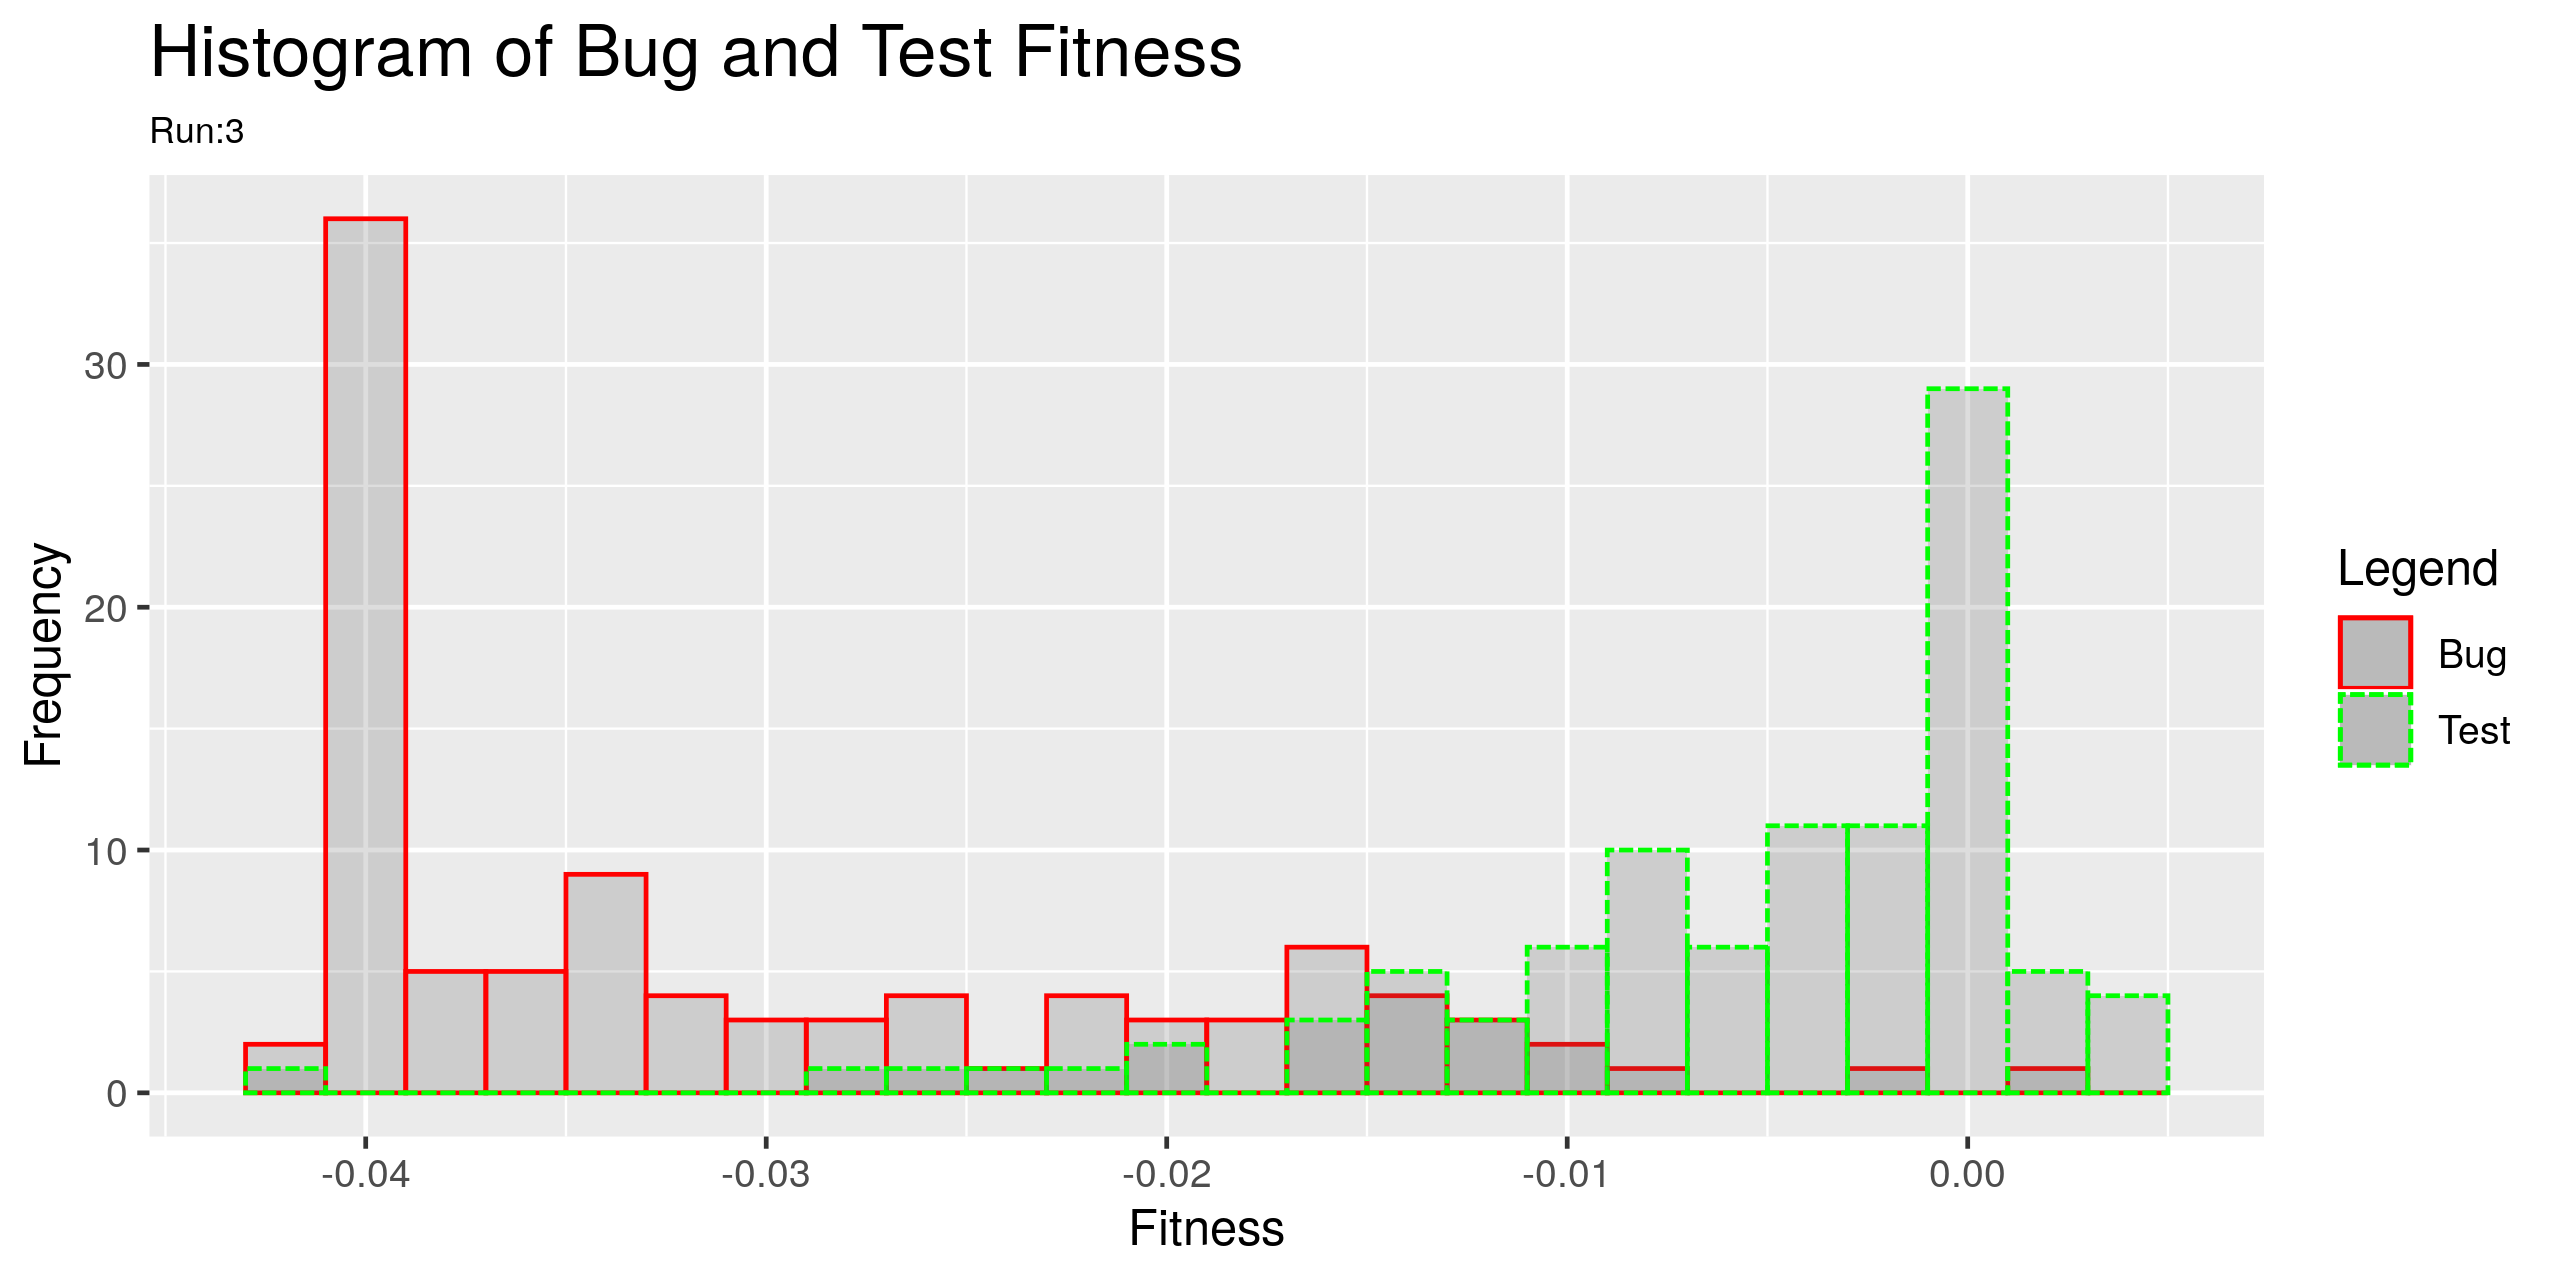 Histogram of Bug and Test Fitness
Run:3
Frequency
30
20
10
0
-0.04
-0.03
-0.02
-0.01
0.00
Fitness
Legend
Bug
Test